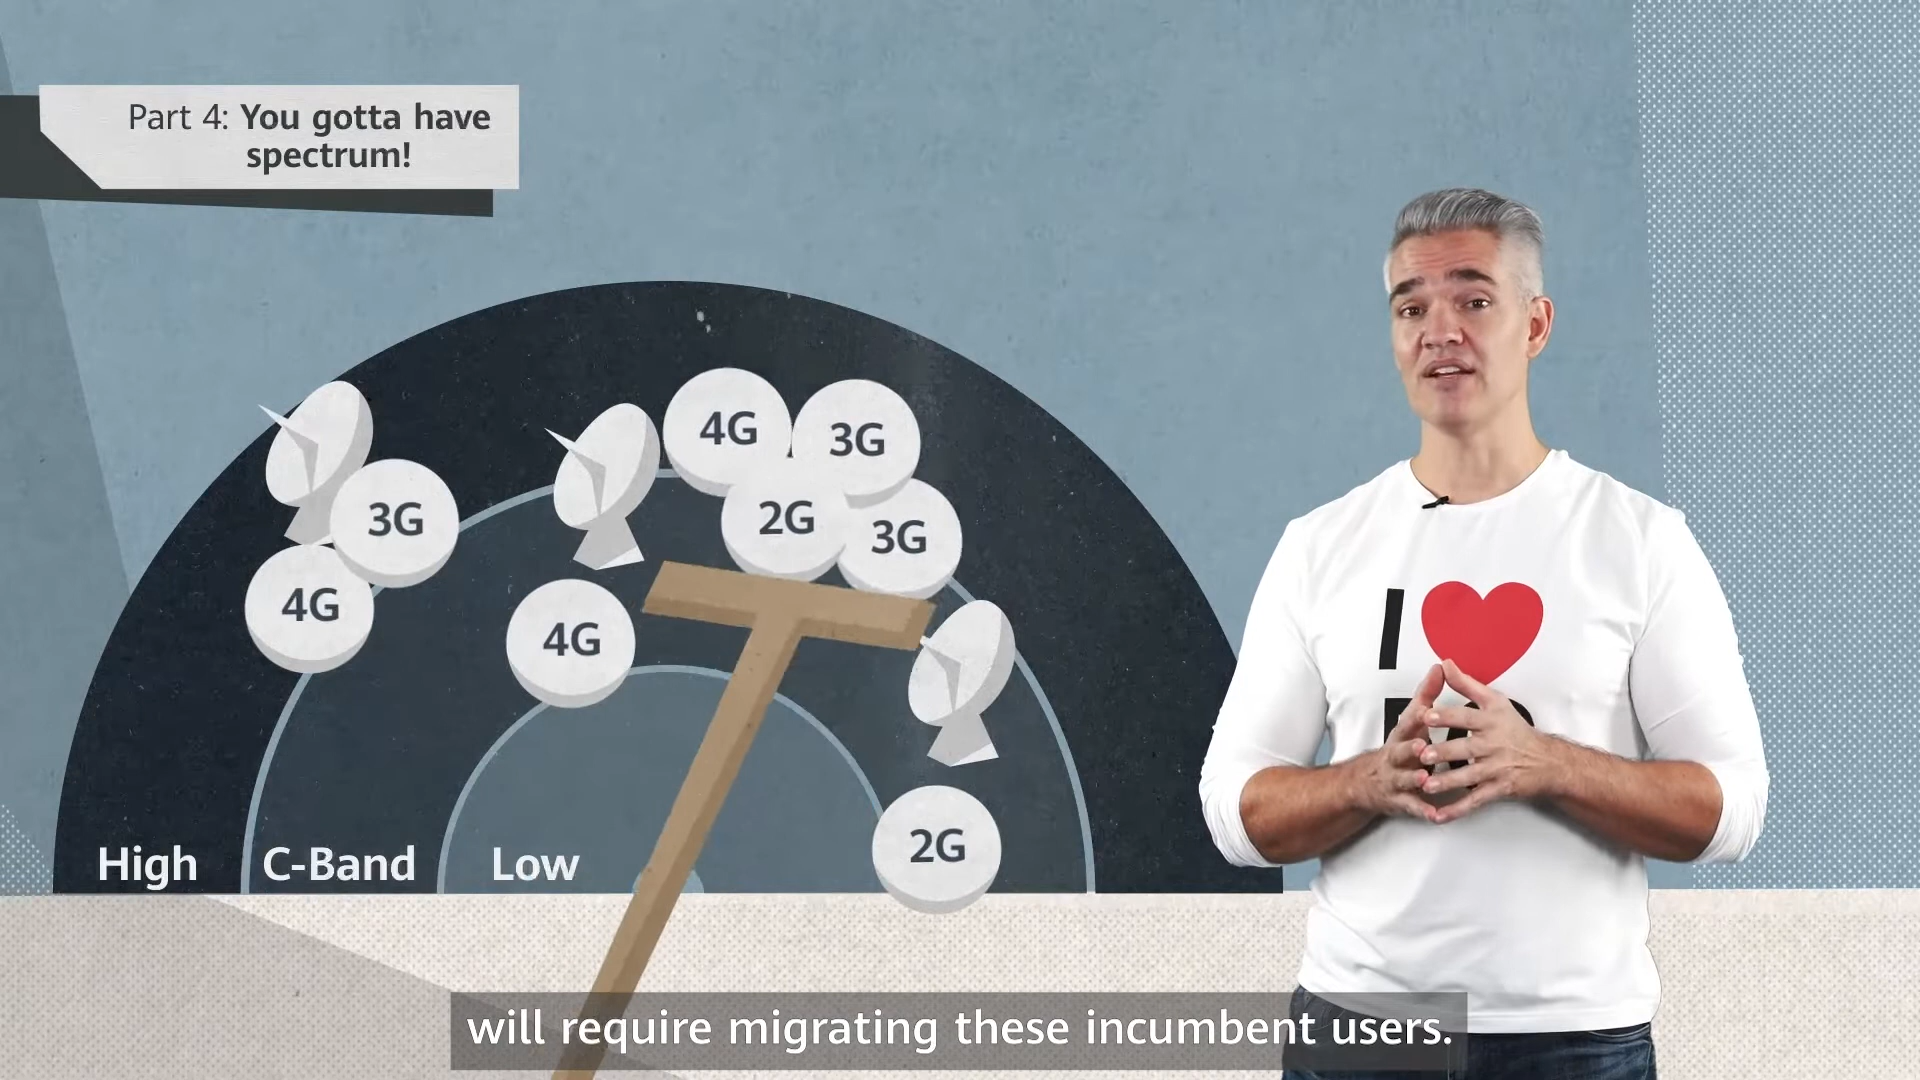 Part 4: You gotta have
spectrum!
4G
3G
3G
2G
3G
4G
4G
2G
I
High
C-Band
Low
will require migrating these incumbent users.